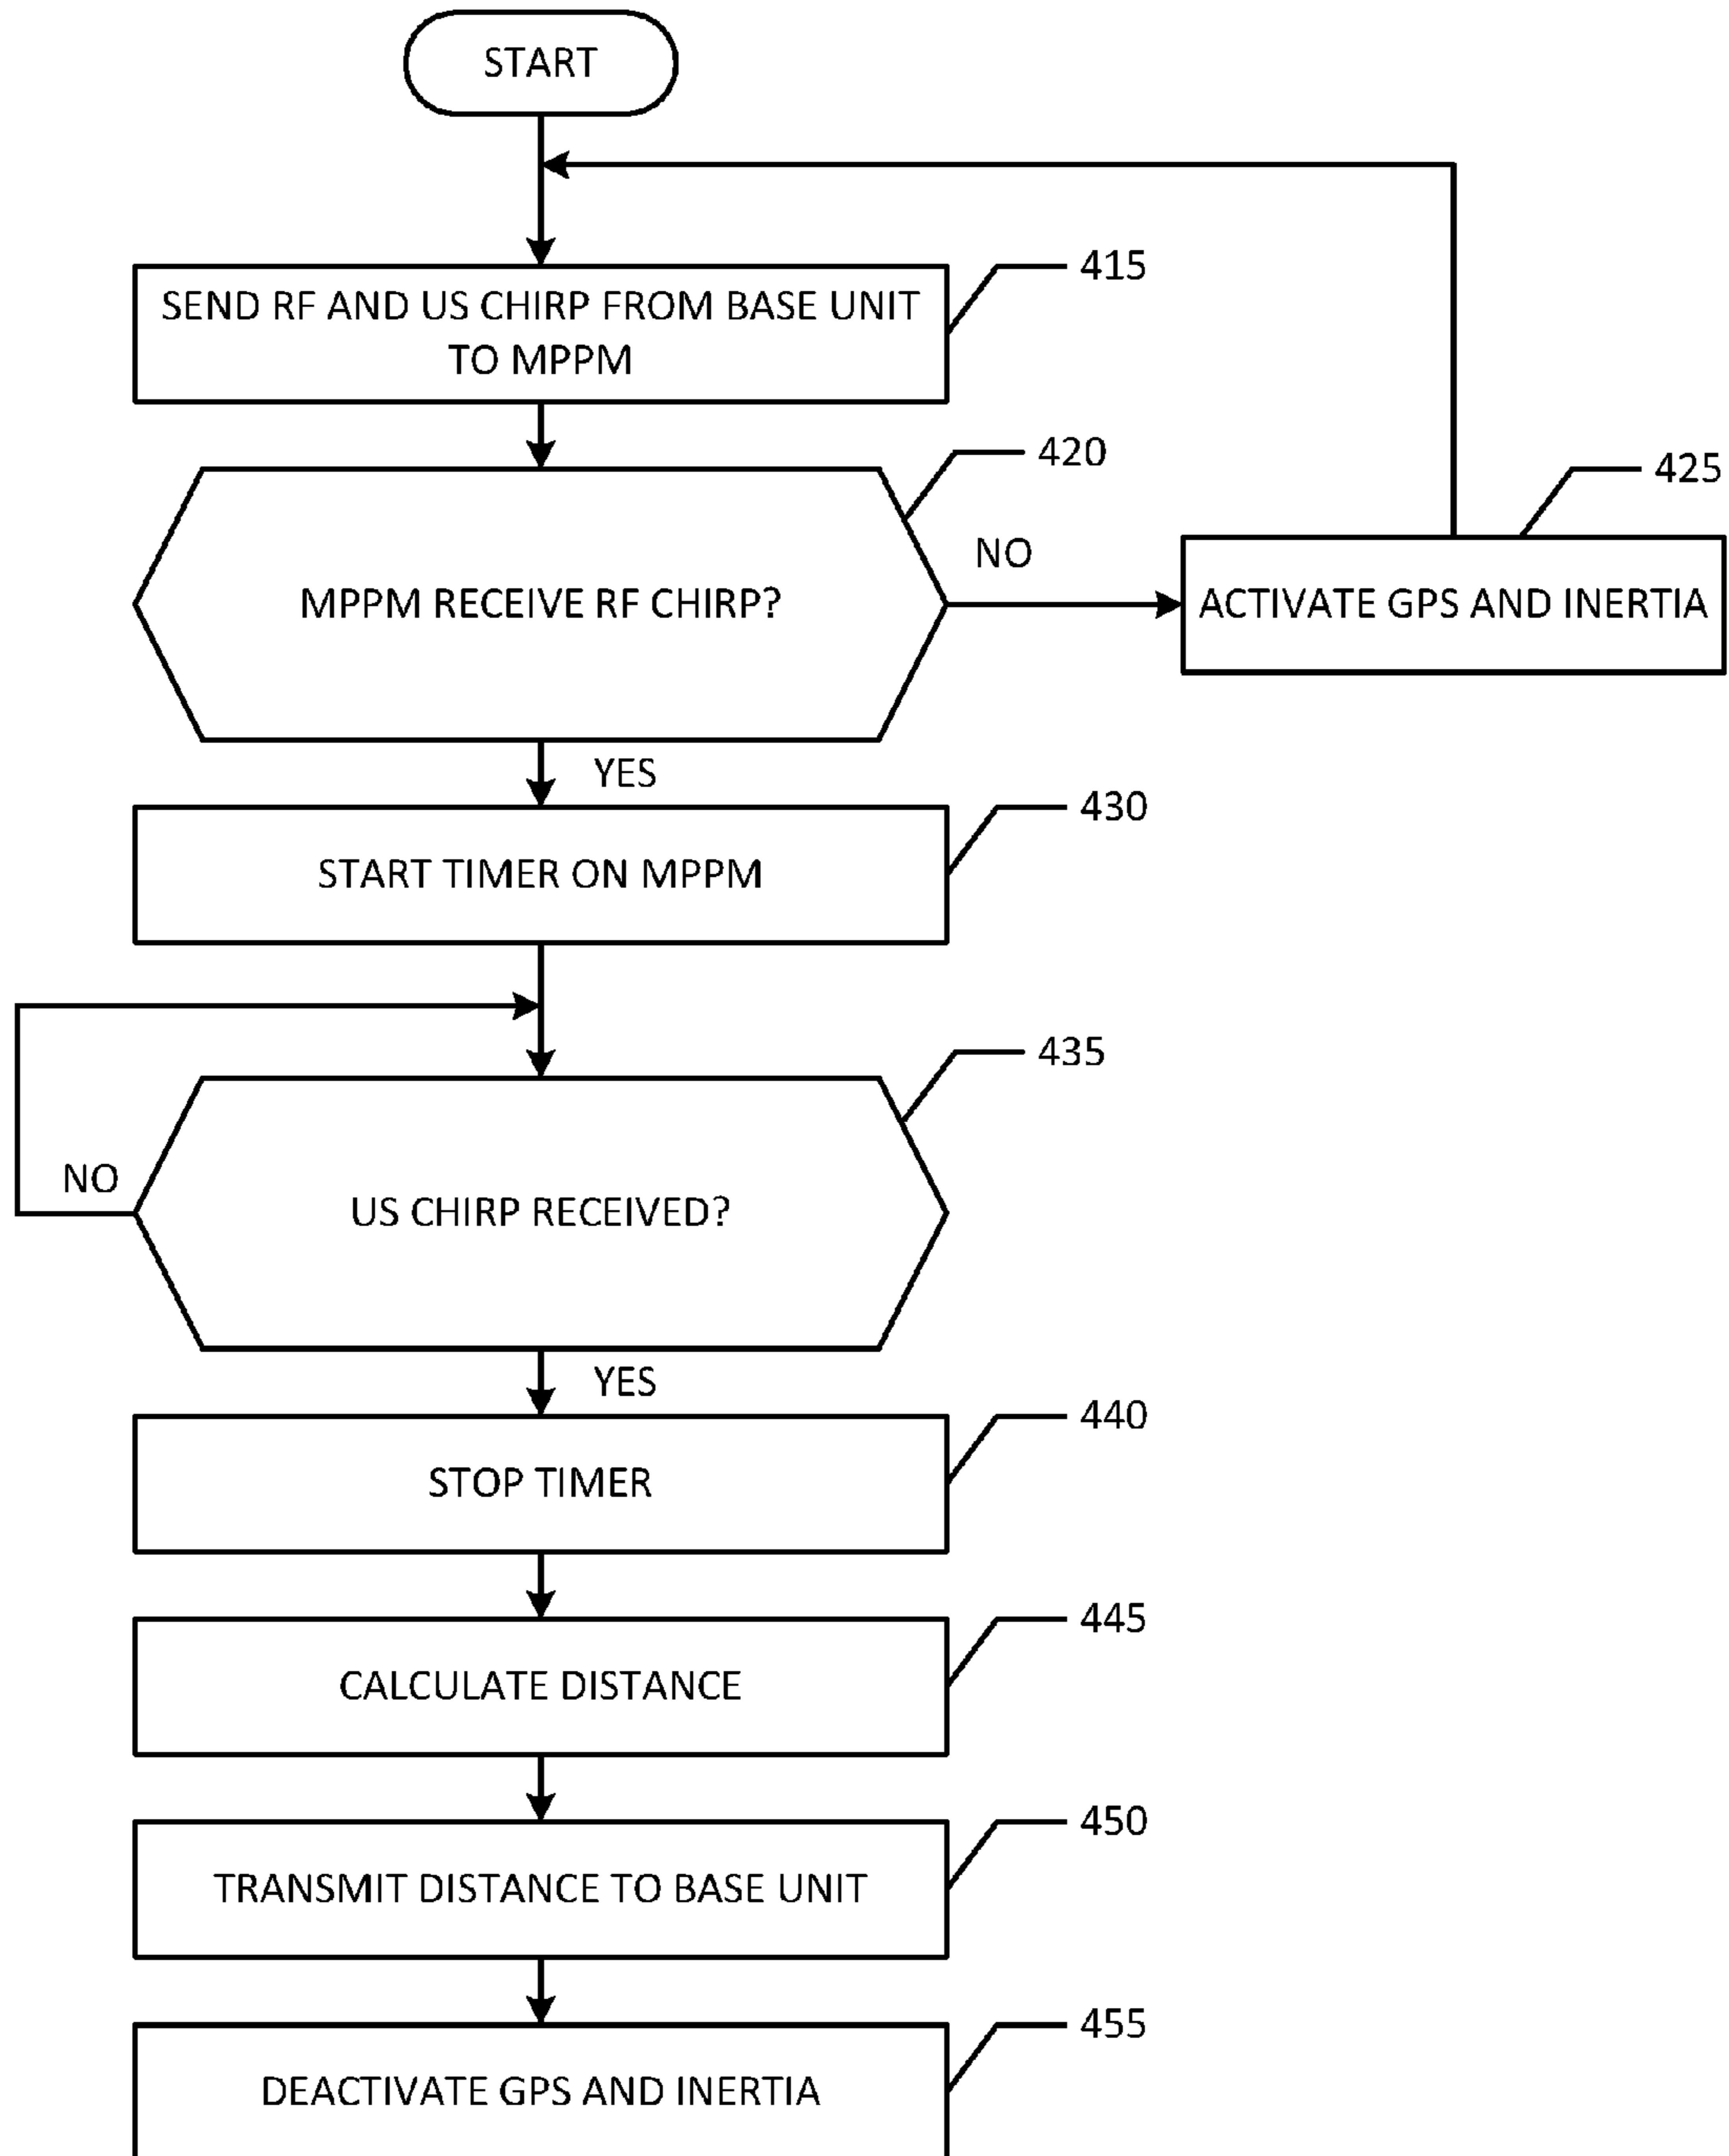 START
415
SEND RF AND US CHIRP FROM BASE UNIT
TO MPPM
420
425
NO
MPPM RECEIVE RF CHIRP?
ACTIVATE GPS AND INERTIA
YES
430
START TIMER ON MPPM
435
NO
US CHIRP RECEIVED?
YES
440
STOP TIMER
445
CALCULATE DISTANCE
450
TRANSMIT DISTANCE TO BASE UNIT
455
DEACTIVATE GPS AND INERTIA